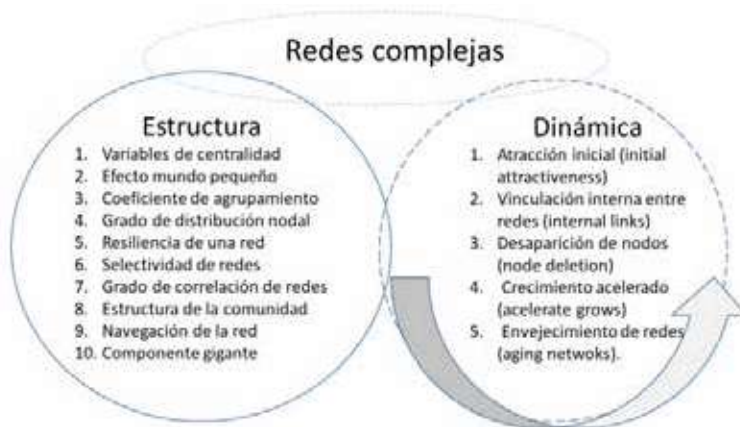 Redes complejas
Estructura
1. Variables de centralidad
2. Efecto mundo pequeño
3. Coeficiente de agrupamiento
4. Grado de distribución nodal
5. Resiliencia de una red
6. Selectividad de redes
7. Grado de correlación de redes
8. Estructura de la comunidad
9. Navegación de la red
10. Componente gigante
Dinámica
1. Atracción inicial (initial
attractiveness)
2. Vinculación interna entre
redes (internal links)
3. Desaparición de nodos
(node deletion)
4. Crecimiento acelerado
(acelerate grows)
5. Envejecimiento de redes
(aging netwoks).